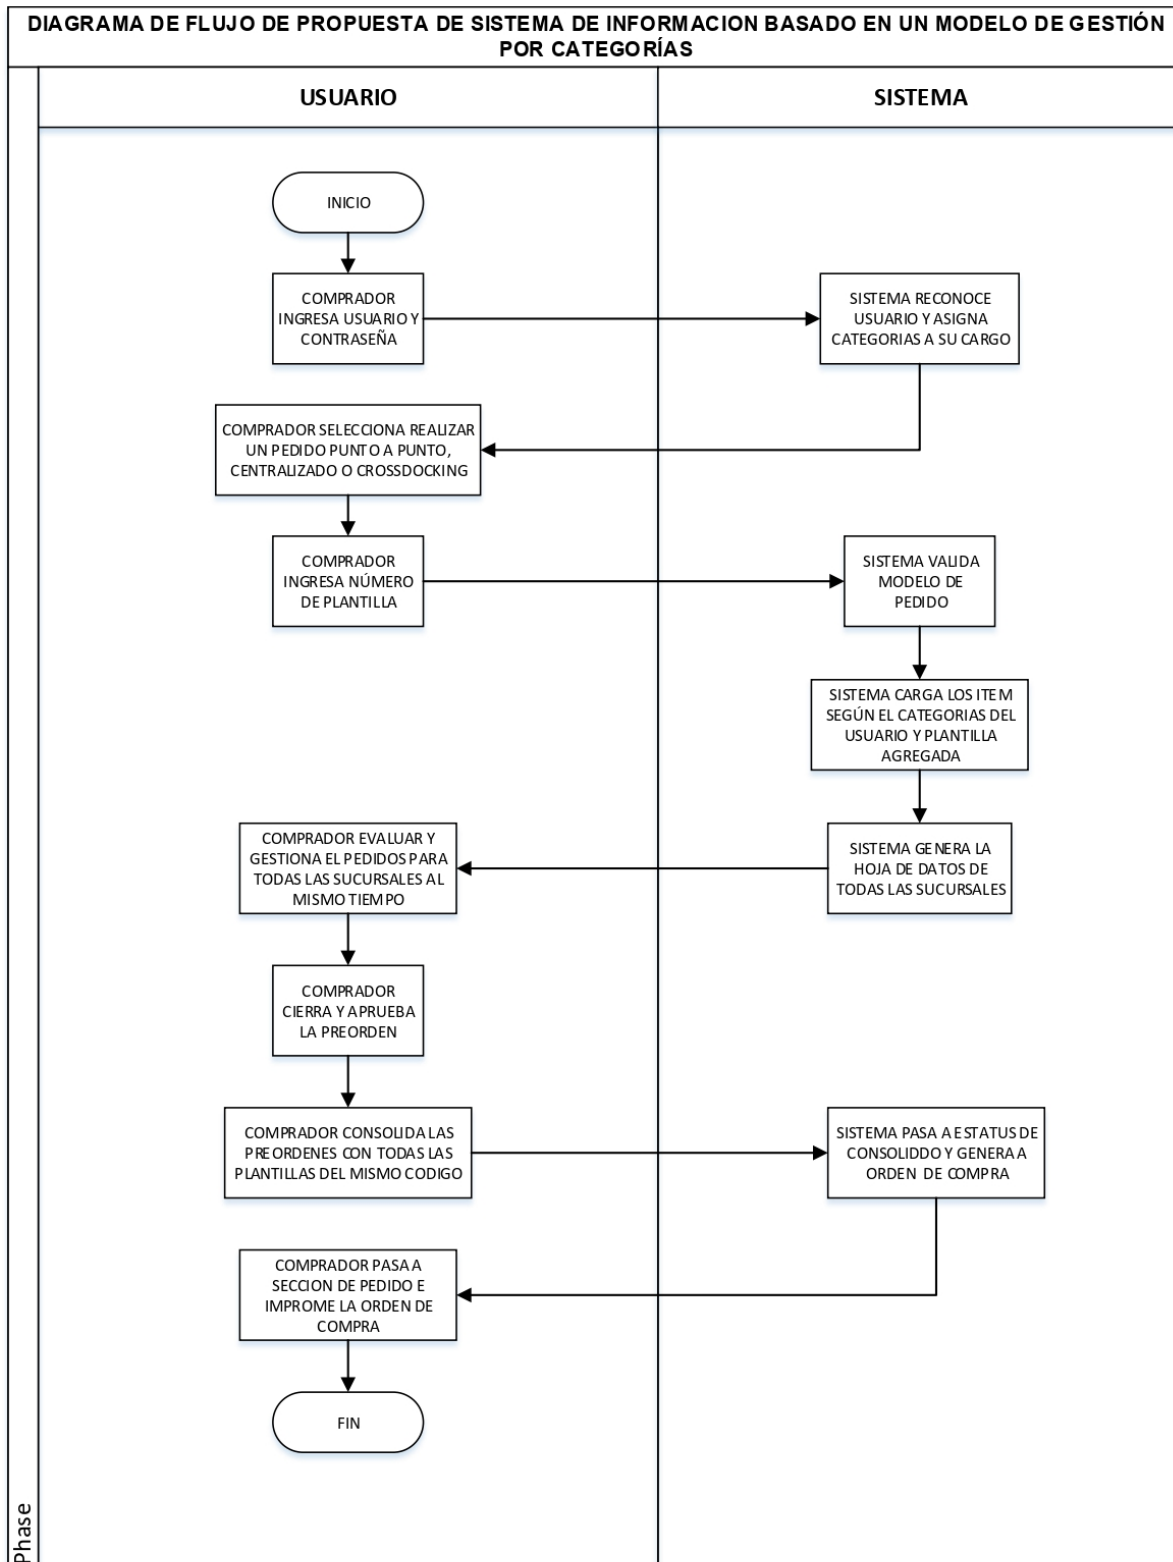 DIAGRAMA DE FLUJO DE PROPUESTA DE SISTEMA DE INFORMACION BASADO EN UN MODELO DE GESTIÓN
POR CATEGORÍAS
USUARIO
SISTEMA
INICIO
COMPRADOR
INGRESA USUARIO Y
CONTRASEÑA
SISTEMA RECONOCE
USUARIO Y ASIGNA
CATEGORIAS A SU CARGO
COMPRADOR SELECCIONA REALIZAR
UN PEDIDO PUNTO A PUNTO,
CENTRALIZADO O CROSSDOCKING
COMPRADOR
INGRESA NÚMERO
DE PLANTILLA
SISTEMA VALIDA
MODELO DE
PEDIDO
SISTEMA CARGA LOS ITEM
SEGÚN EL CATEGORIAS DEL
USUARIO Y PLANTILLA
AGREGADA
COMPRADOR EVALUAR Y
GESTIONA EL PEDIDOS PARA
TODAS LAS SUCURSALES AL
MISMO TIEMPO
SISTEMA GENERA LA
HOJA DE DATOS DE
TODAS LAS SUCURSALES
COMPRADOR
CIERRA Y APRUEBA
LA PREORDEN
COMPRADOR CONSOLIDA LAS
PREORDENES CON TODAS LAS
PLANTILLAS DEL MISMO CODIGO
SISTEMA PASA A ESTATUS DE
CONSOLIDDO Y GENERA A
ORDEN DE COMPRA
COMPRADOR PASA A
SECCION DE PEDIDO E
IMPROME LA ORDEN DE
COMPRA
FIN
Phase